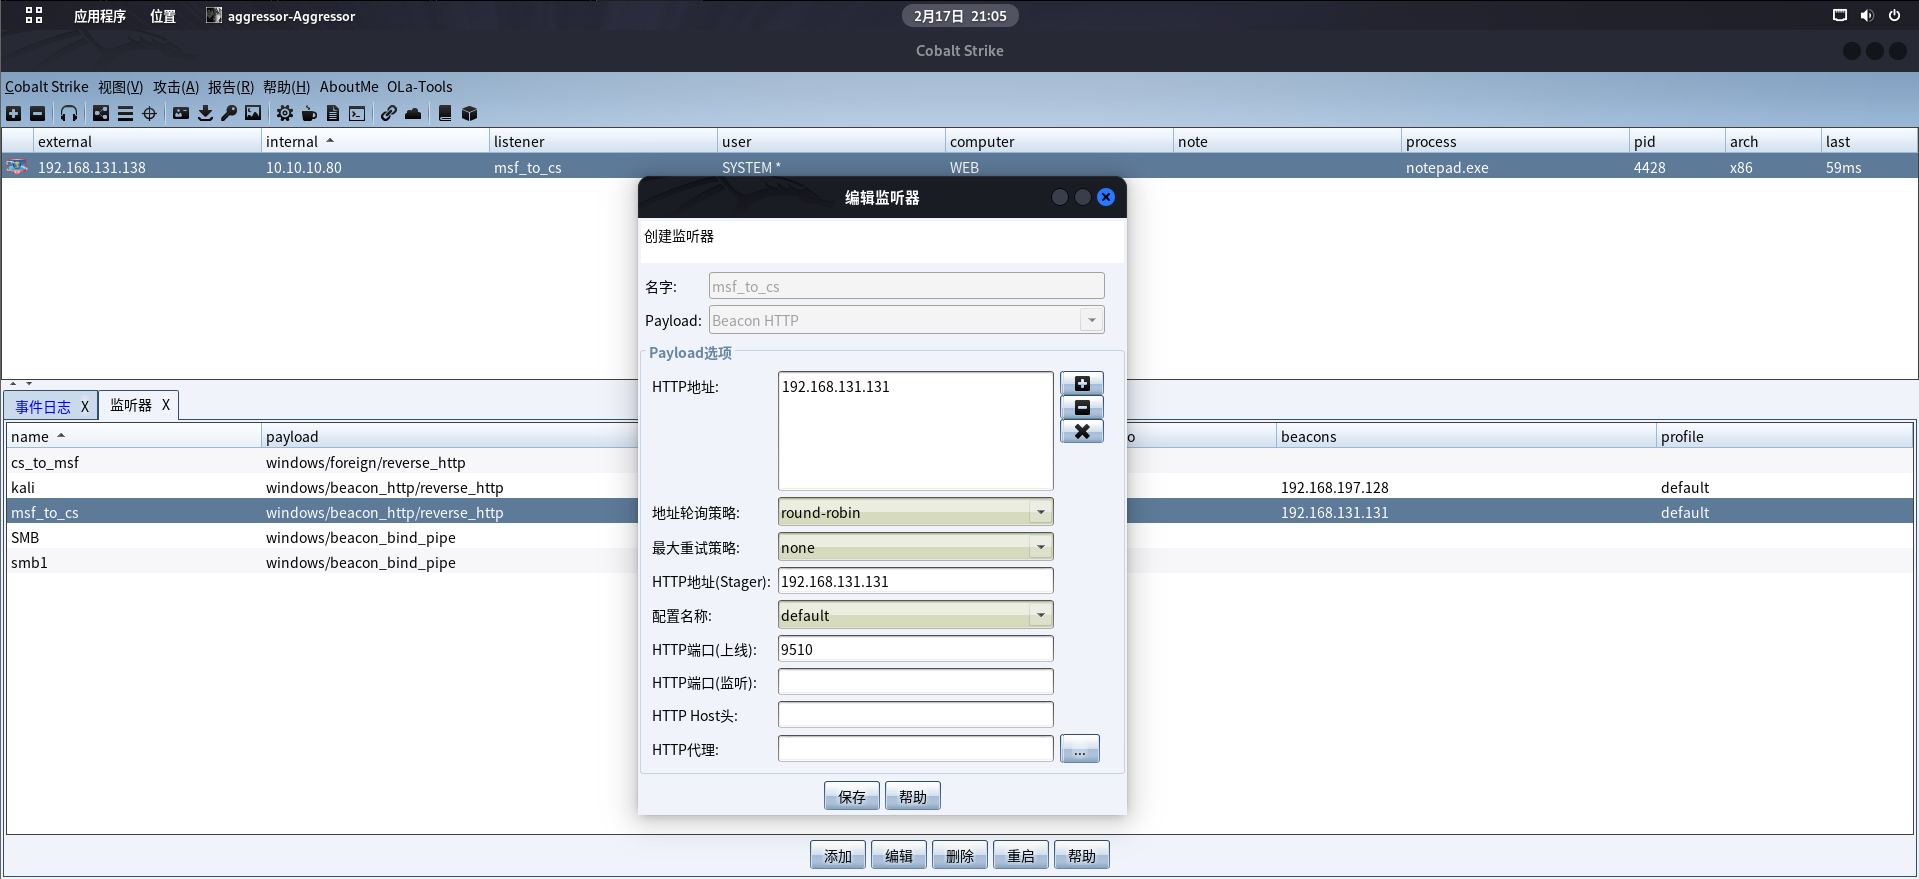 应用程序 位置 aggressor-Aggressor 2月17日 21:05
Cobalt Strike
Cobalt Strike 视图(V) 攻击(A) 报告(R) 帮助(H) AboutMe OLa-Tools
external internal listener user computer note process pid arch last
192.168.131.138 10.10.10.80 msf_to_cs SYSTEM * WEB notepad.exe 4428 x86 59ms
编辑监听器
创建监听器
名字: msf_to_cs
Payload: Beacon HTTP
Payload选项
HTTP地址: 192.168.131.131
地址轮询策略: round-robin
最大重试策略: none
HTTP地址(Stager): 192.168.131.131
配置名称: default
HTTP端口(上线): 9510
HTTP端口(监听):
HTTP Host头:
HTTP代理: ...
保存 帮助
事件日志 X 监听器 X
name payload beacons profile
cs_to_msf windows/foreign/reverse_http
kali windows/beacon_http/reverse_http 192.168.197.128 default
msf_to_cs windows/beacon_http/reverse_http 192.168.131.131 default
SMB windows/beacon_bind_pipe
smb1 windows/beacon_bind_pipe
添加 编辑 删除 重启 帮助